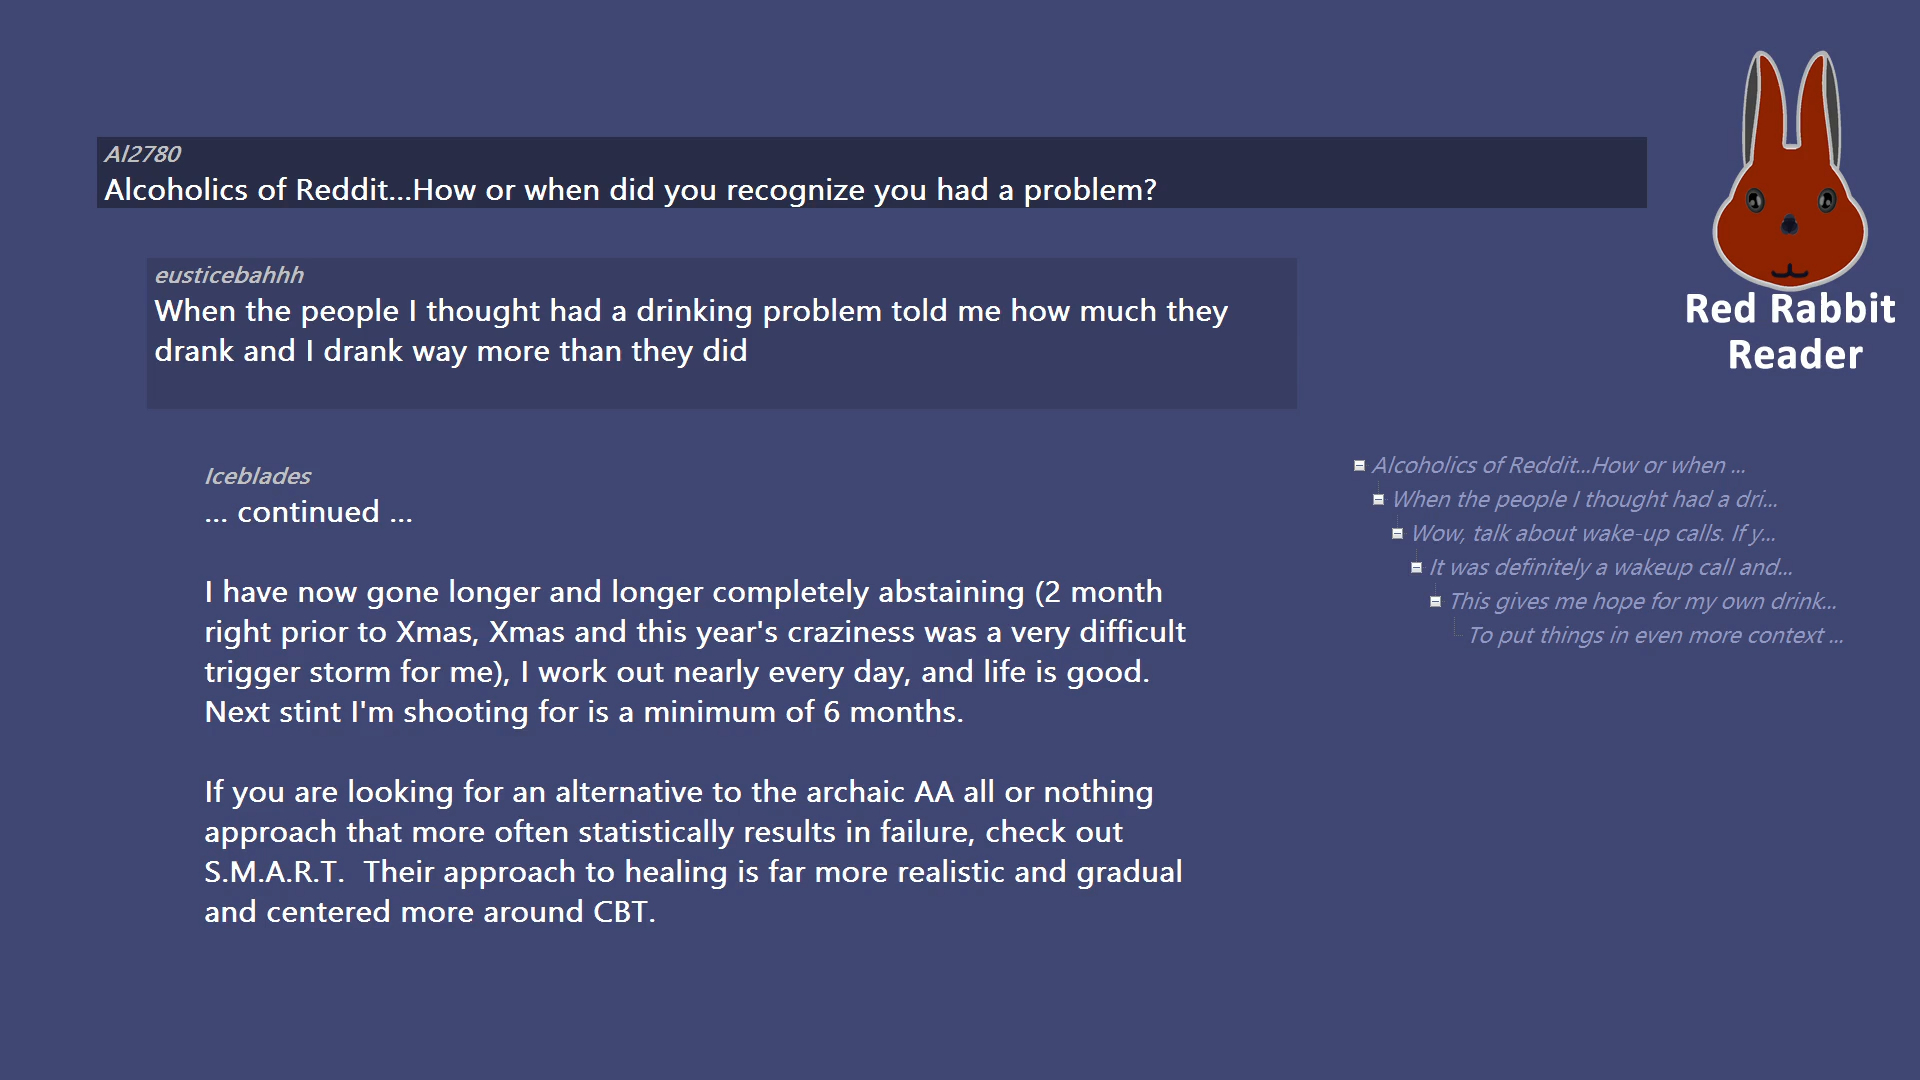 Al2780
Alcoholics of Reddit...How or when did you recognize you had a problem?
eusticebahhh
When the people I thought had a drinking problem told me how much they
drank and I drank way more than they did
Iceblades
... continued ...
I have now gone longer and longer completely abstaining (2 month
right prior to Xmas, Xmas and this year's craziness was a very difficult
trigger storm for me), I work out nearly every day, and life is good.
Next stint I'm shooting for is a minimum of 6 months.
If you are looking for an alternative to the archaic AA all or nothing
approach that more often statistically results in failure, check out
S.M.A.R.T.  Their approach to healing is far more realistic and gradual
and centered more around CBT.
Red Rabbit
Reader
Alcoholics of Reddit...How or when ...
When the people I thought had a dri...
Wow, talk about wake-up calls. If y...
It was definitely a wakeup call and...
This gives me hope for my own drink...
To put things in even more context ...